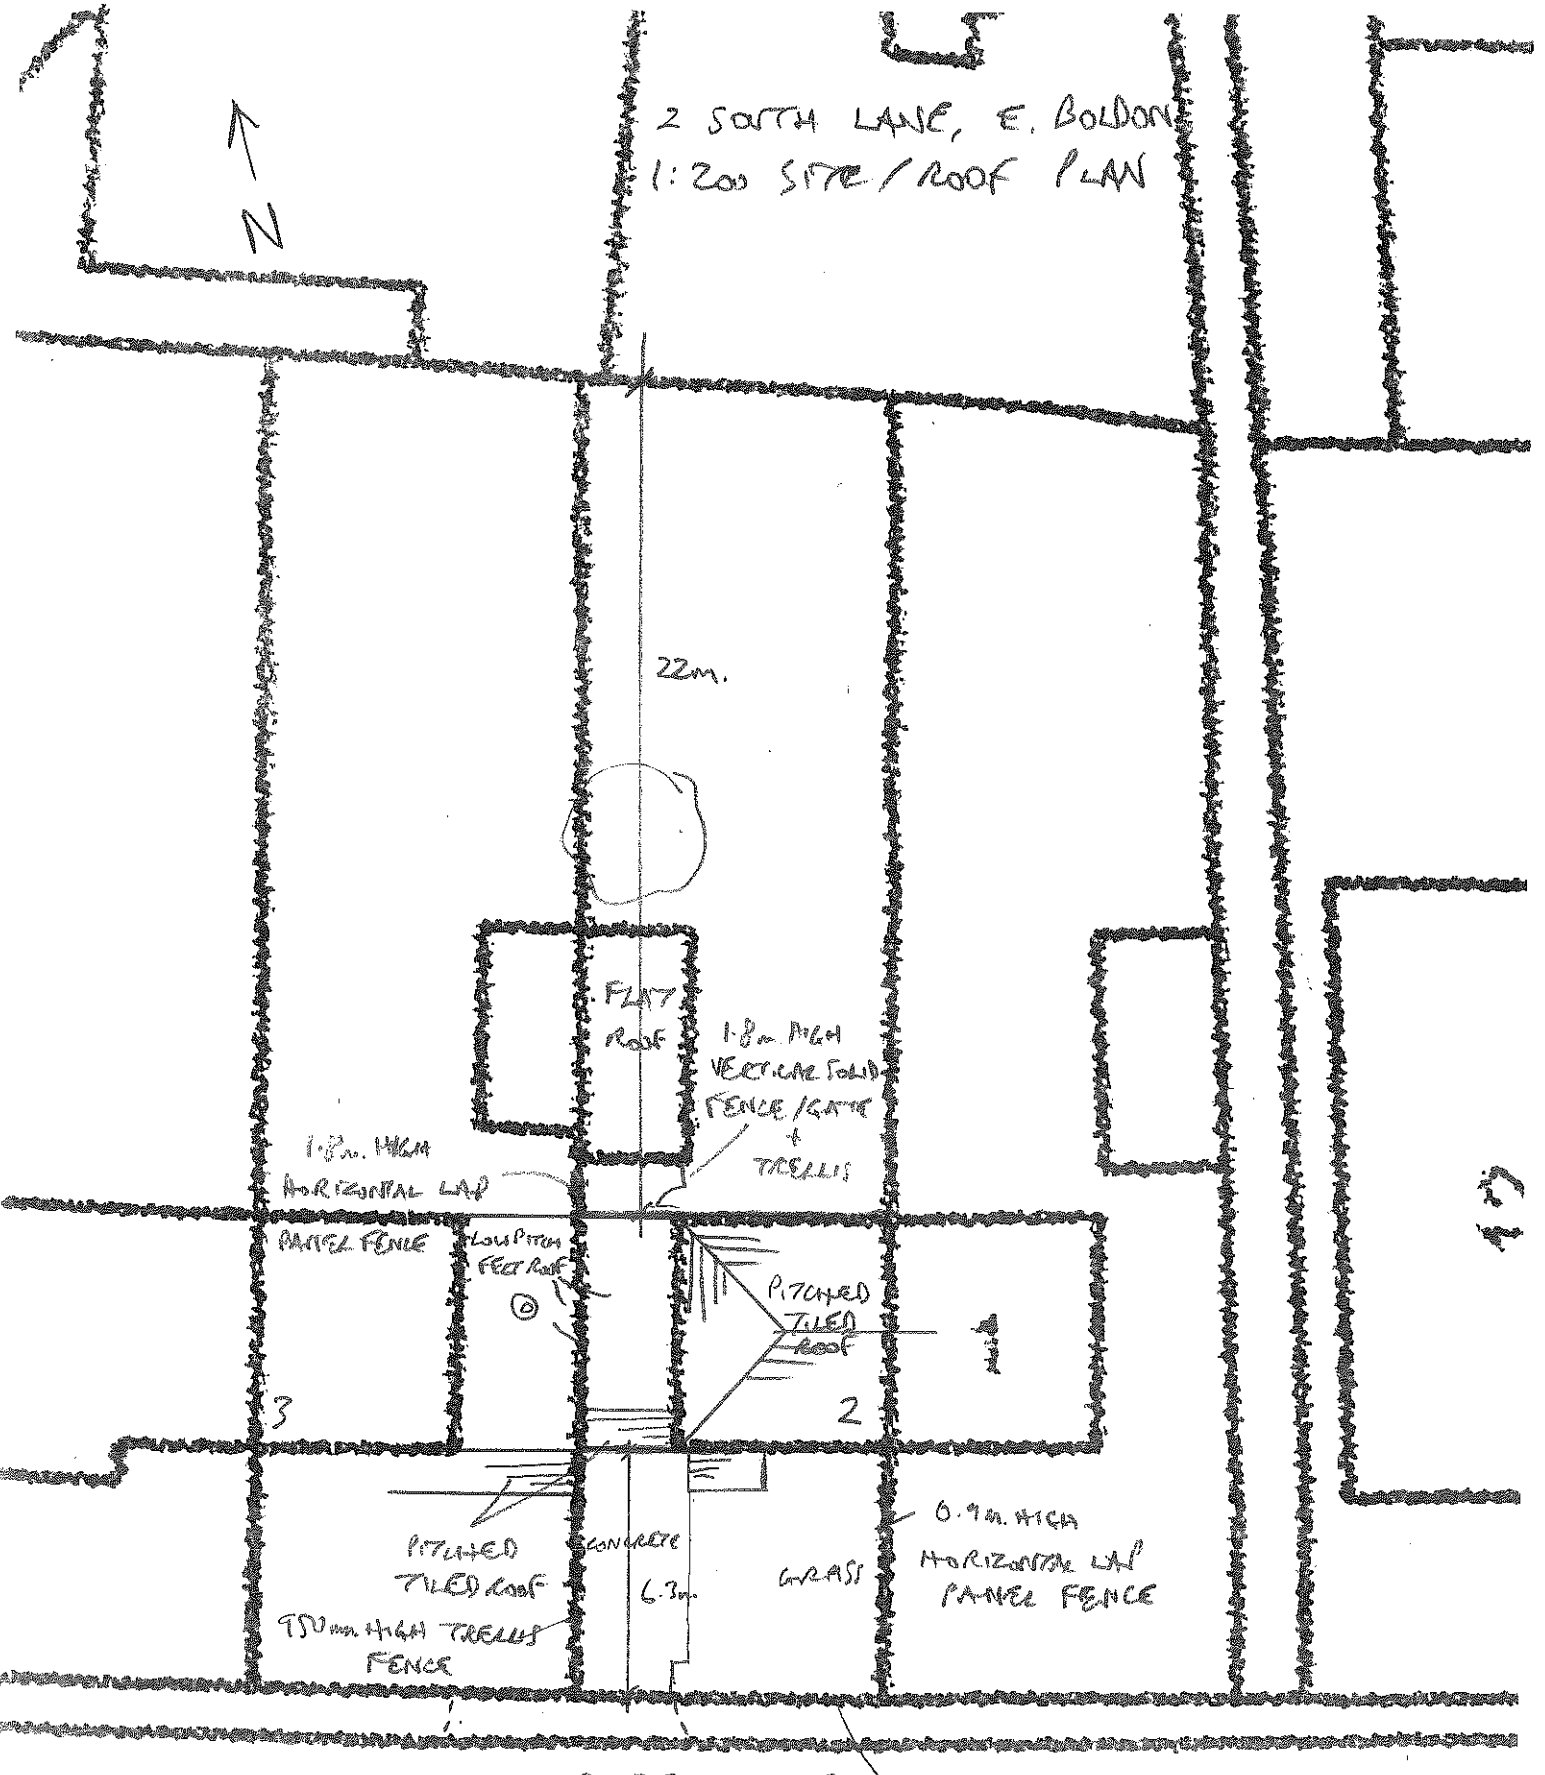 2 SOUTH LANE, E. BOLDON
1:200 SITE / ROOF PLAN
N
22m.
FLAT
ROOF
1.8m. HIGH
VERTICAL SOLID
FENCE/GATE
+
TRELLIS
1.8m. HIGH
HORIZONTAL LAP
PANEL FENCE
LOW PITCH
FELT ROOF
PITCHED
TILED
ROOF
1
3
2
17
PITCHED
TILED ROOF
CONCRETE
6.3m.
GRASS
0.9m. HIGH
HORIZONTAL LAP
PANEL FENCE
950mm. HIGH TRELLIS
FENCE